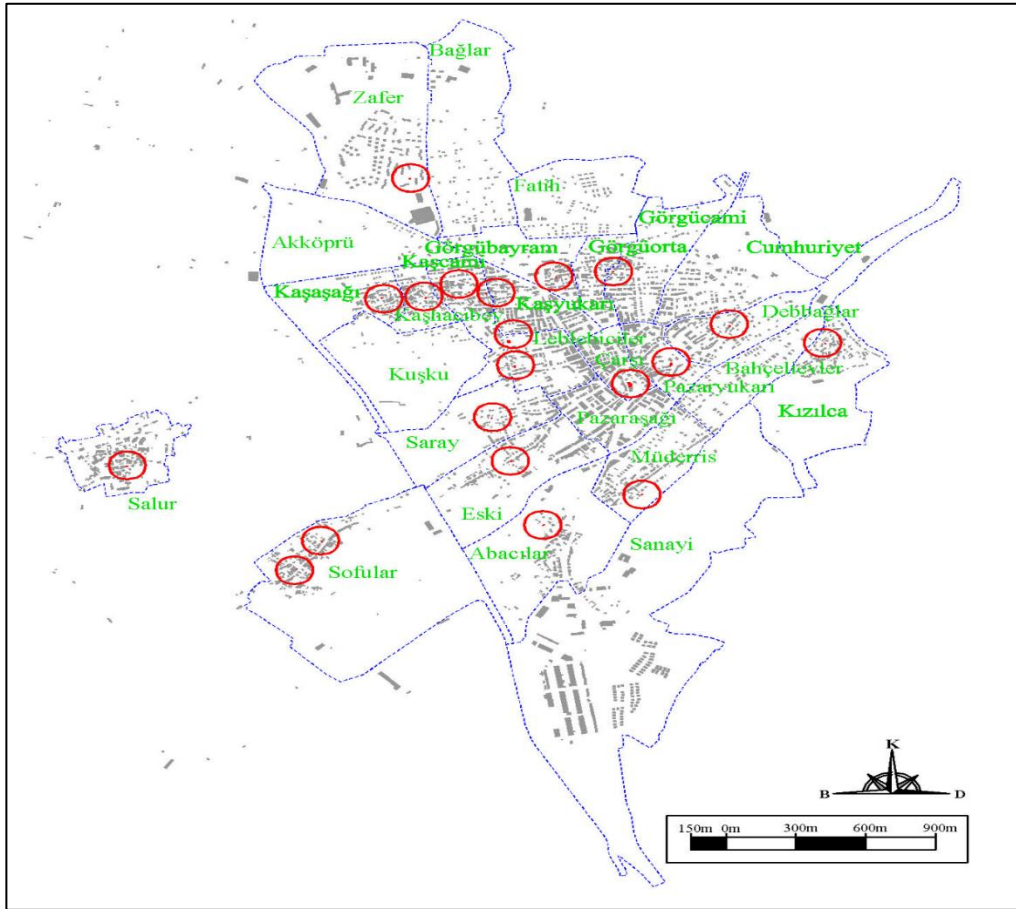 Bağlar
Zafer
Fatih
Görgücami
Akköprü
Görgübayram
Görgüorta
Cumhuriyet
Kaşcami
Kaşaşağı
Kaşyukarı
Kaşhacıbey
Debbağlar
Leblebiciler
Çarşı
Kuşku
Bahçelievler
Pazaryukarı
Kızılca
Pazaraşağı
Saray
Müderris
Salur
Eski
Sanayi
Abacılar
Sofular
K
B D
150m 0m 300m 600m 900m